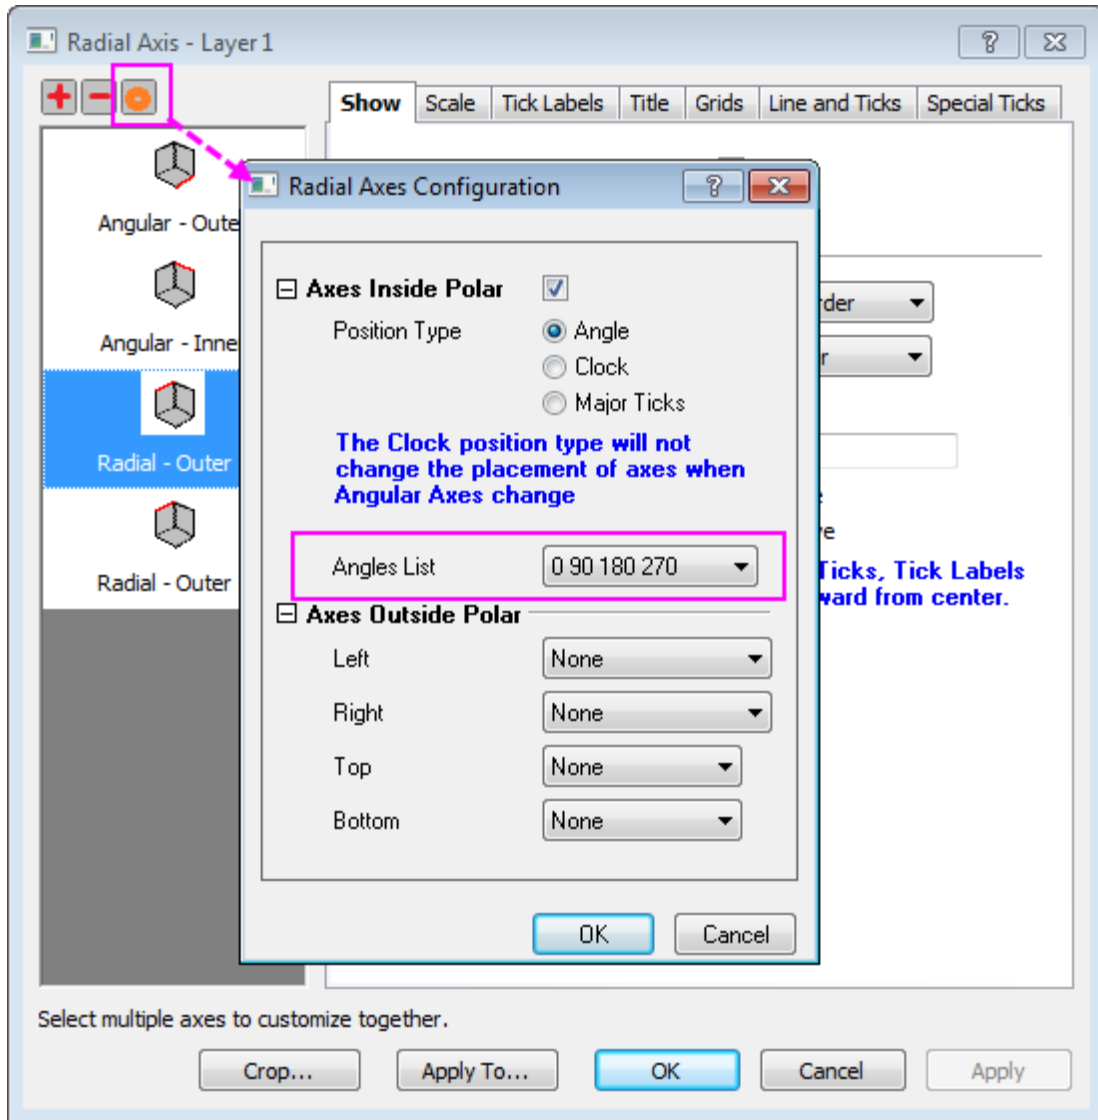 Radial Axis - Layer 1
Show Scale Tick Labels Title Grids Line and Ticks Special Ticks
Angular - Oute
Angular - Inne
Radial - Outer
Radial - Outer
Radial Axes Configuration
Axes Inside Polar
Position Type
Angle
Clock
Major Ticks
The Clock position type will not
change the placement of axes when
Angular Axes change
Angles List 0 90 180 270
Axes Outside Polar
Left None
Right None
Top None
Bottom None
OK Cancel
rder
r
e
ve
Ticks, Tick Labels
ward from center.
Select multiple axes to customize together.
Crop... Apply To... OK Cancel Apply